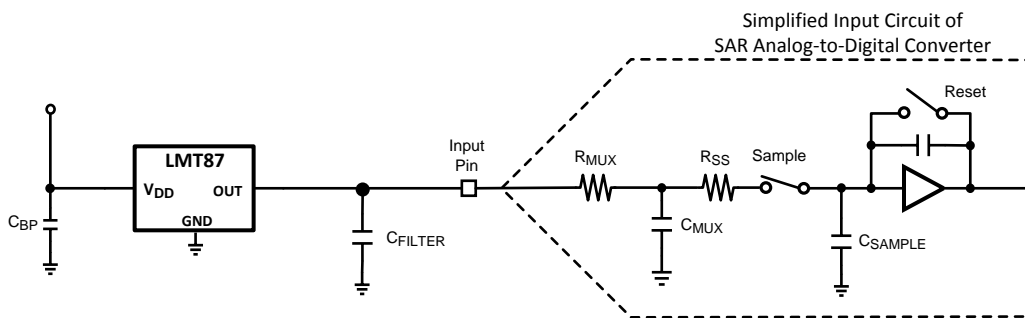 Simplified Input Circuit of
SAR Analog-to-Digital Converter
Reset
Input
Pin
RMUX
RSS
Sample
LMT87
VDD
OUT
GND
CBP
CFILTER
CMUX
CSAMPLE